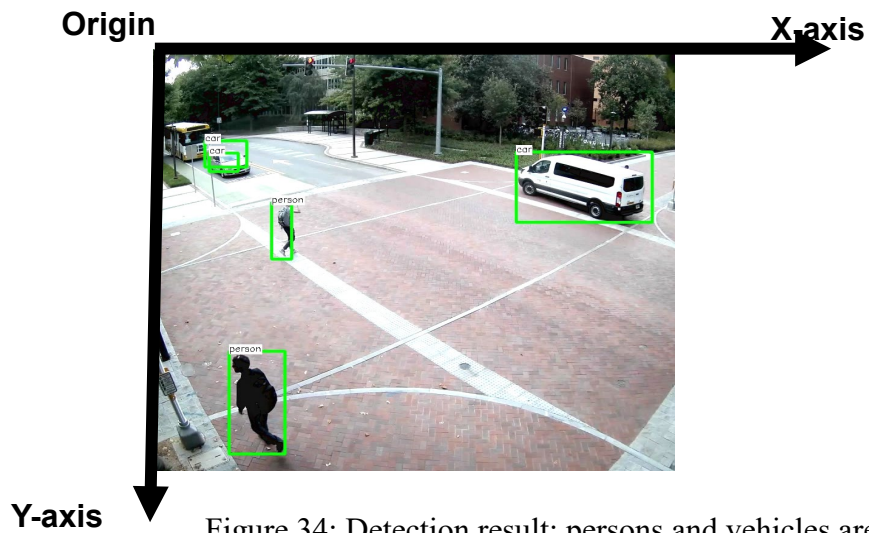 Origin
X-axis
car
car
car
person
person
Y-axis
Figure 34: Detection result: persons and vehicles are